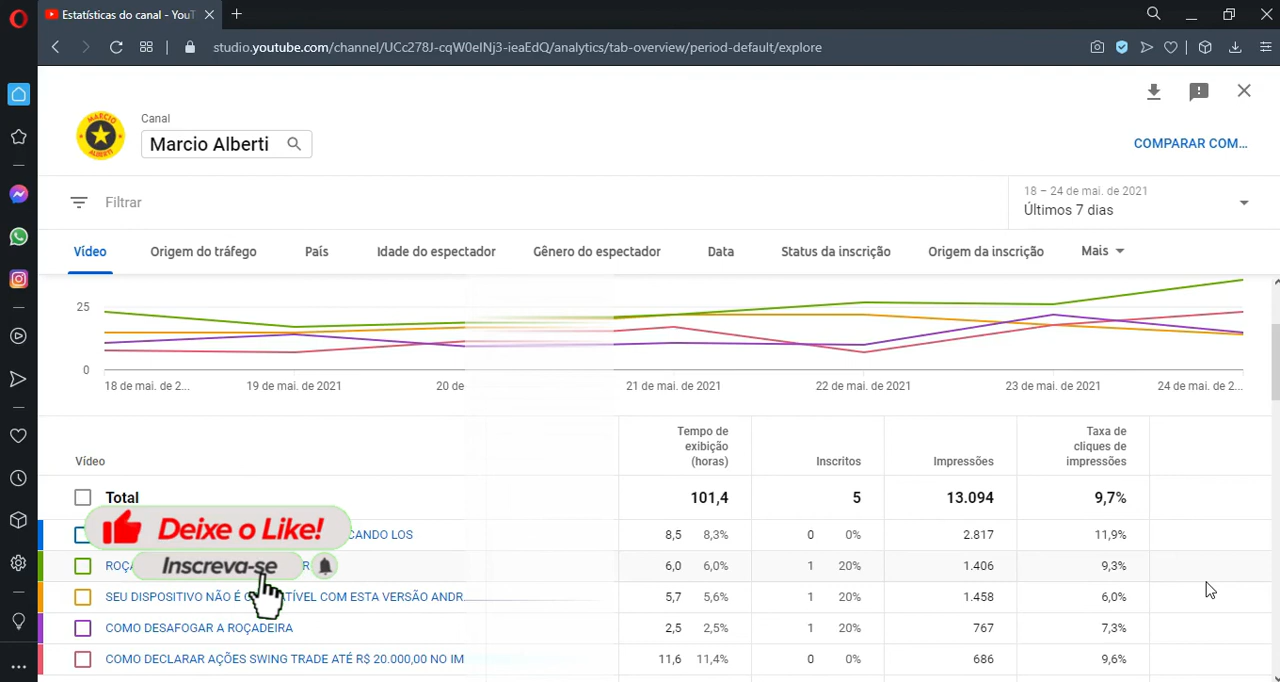 Estatísticas do canal - YouT
studio.youtube.com/channel/UCc278J-cqW0eINj3-ieaEdQ/analytics/tab-overview/period-default/explore
MARCIO
ALBERTI
Canal
Marcio Alberti
COMPARAR COM...
Filtrar
18 – 24 de mai. de 2021
Últimos 7 dias
Vídeo Origem do tráfego País Idade do espectador Gênero do espectador Data Status da inscrição Origem da inscrição Mais
25
0
18 de mai. de 2... 19 de mai. de 2021 20 de 21 de mai. de 2021 22 de mai. de 2021 23 de mai. de 2021 24 de mai. de 2...
Vídeo Tempo de exibição (horas) Inscritos Impressões Taxa de cliques de impressões
Total 101,4 5 13.094 9,7%
Deixe o Like!
CANDO LOS 8,5 8,3% 0 0% 2.817 11,9%
Inscreva-se
6,0 6,0% 1 20% 1.406 9,3%
SEU DISPOSITIVO NÃO É COM ESTA VERSÃO ANDR... 5,7 5,6% 1 20% 1.458 6,0%
COMO DESAFOGAR A ROÇADEIRA 2,5 2,5% 1 20% 767 7,3%
COMO DECLARAR AÇÕES SWING TRADE ATÉ R$ 20.000,00 NO IM 11,6 11,4% 0 0% 686 9,6%